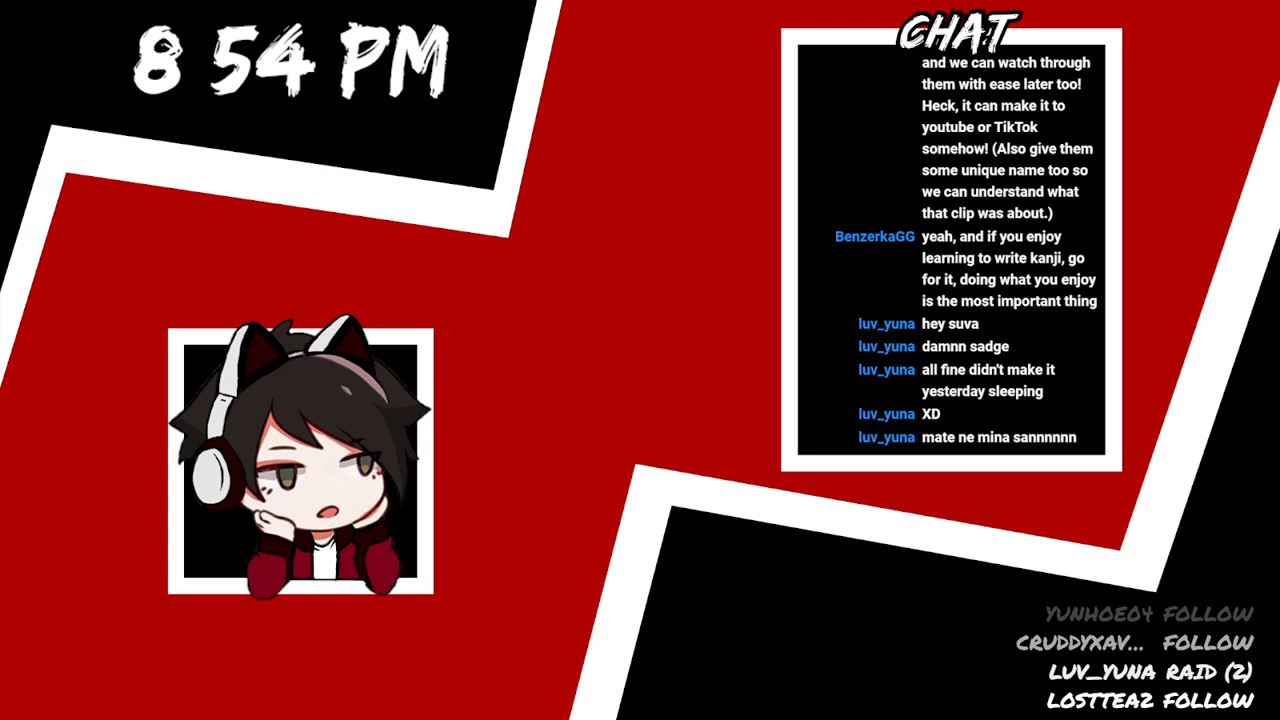 8 54 PM
CHAT
and we can watch through
them with ease later too!
Heck, it can make it to
youtube or TikTok
somehow! (Also give them
some unique name too so
we can understand what
that clip was about.)
BenzerkaGG yeah, and if you enjoy
learning to write kanji, go
for it, doing what you enjoy
is the most important thing
luv_yuna hey suva
luv_yuna damnn sadge
luv_yuna all fine didn't make it
yesterday sleeping
luv_yuna XD
luv_yuna mate ne mina sannnnnn
YUNHOE04 FOLLOW
CRUDDYXAV... FOLLOW
LUV_YUNA RAID (2)
LOSTTEA2 FOLLOW